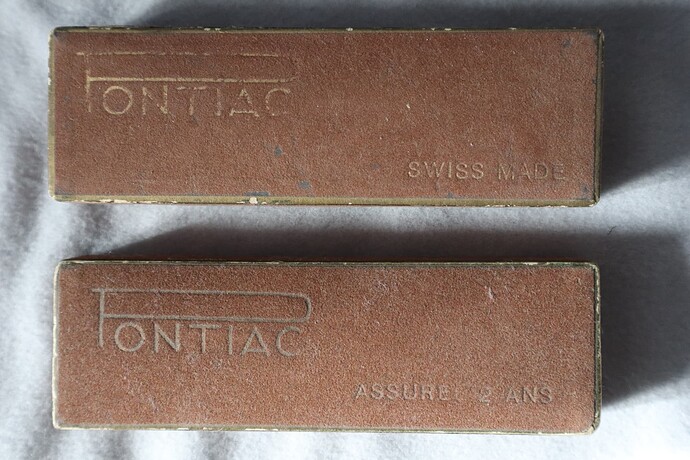 PONTIAC
SWISS MADE
PONTIAC
ASSURE 2 ANS